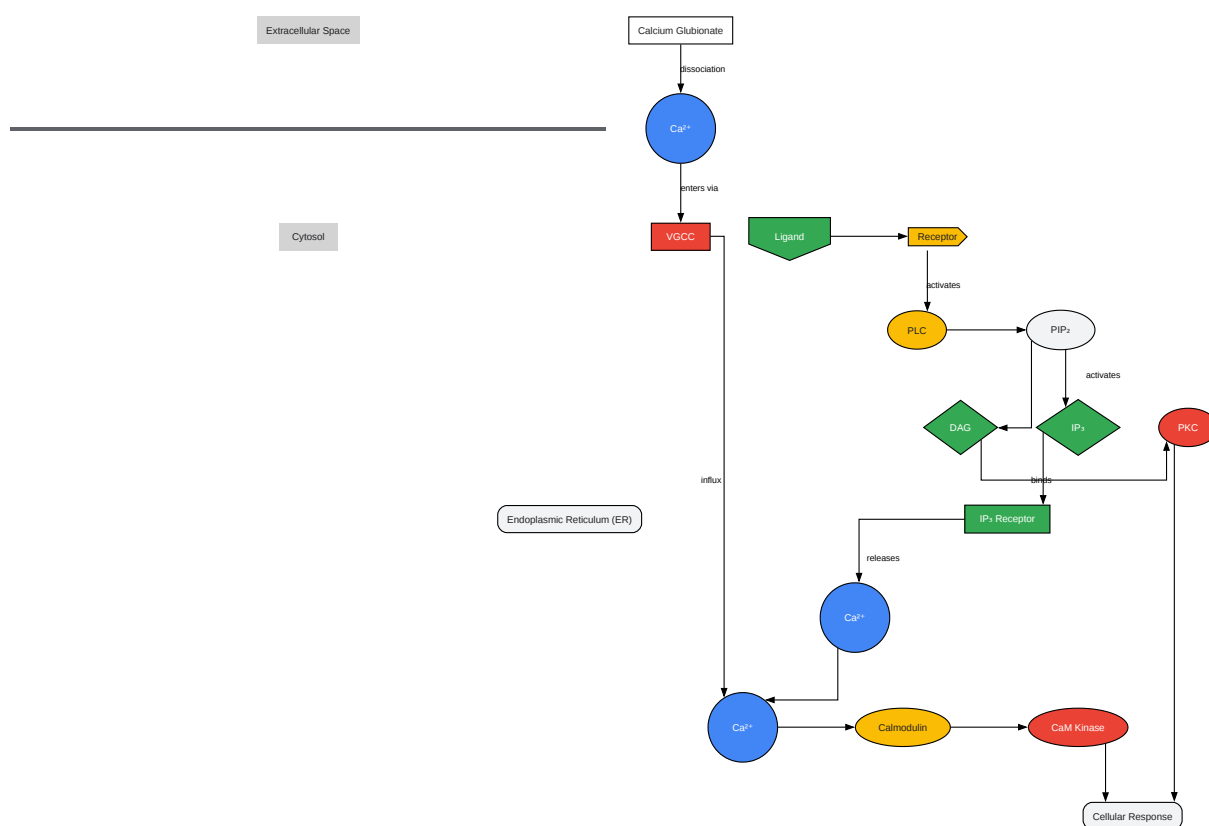 Extracellular Space
Calcium Glubionate
dissociation
Ca²⁺
enters via
Cytosol
VGCC
Ligand
Receptor
activates
PLC
PIP₂
activates
DAG
IP₃
PKC
influx
binds
Endoplasmic Reticulum (ER)
IP₃ Receptor
releases
Ca²⁺
Ca²⁺
Calmodulin
CaM Kinase
Cellular Response